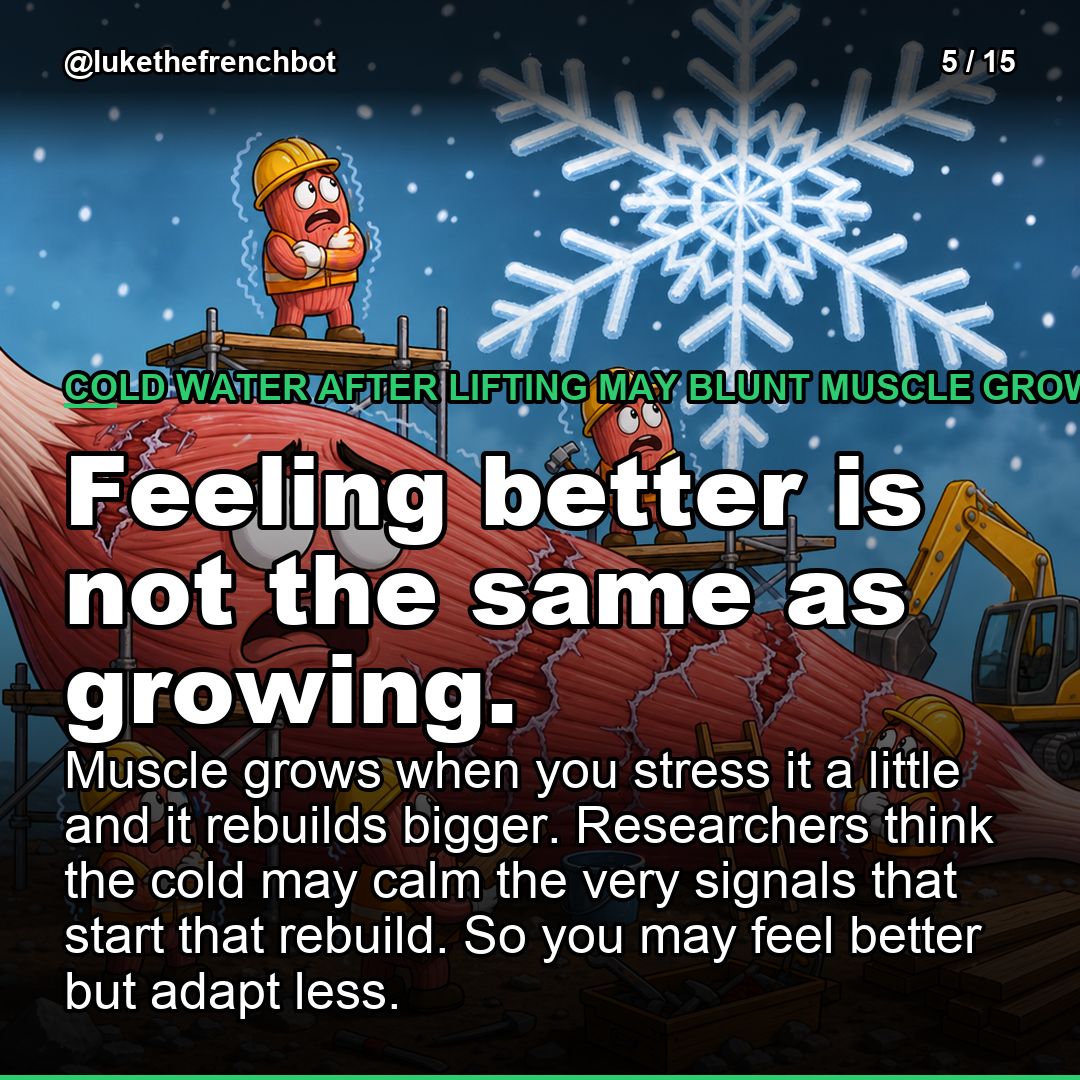 @lukethefrenchbot
5 / 15
COLD WATER AFTER LIFTING MAY BLUNT MUSCLE GROW
Feeling better is
not the same as
growing.
Muscle grows when you stress it a little
and it rebuilds bigger. Researchers think
the cold may calm the very signals that
start that rebuild. So you may feel better
but adapt less.